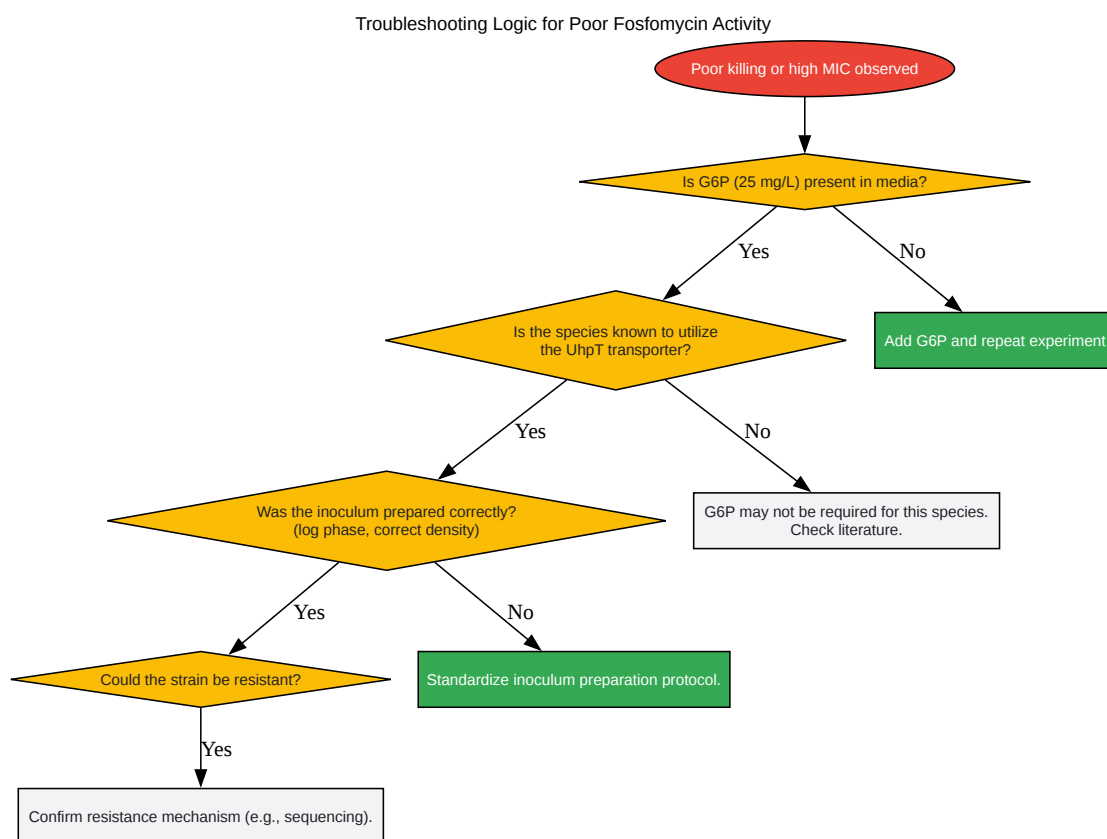 Troubleshooting Logic for Poor Fosfomycin Activity
Poor killing or high MIC observed
Is G6P (25 mg/L) present in media?
Yes
No
Is the species known to utilize
the UhpT transporter?
Add G6P and repeat experiment
Yes
No
Was the inoculum prepared correctly?
(log phase, correct density)
G6P may not be required for this species.
Check literature.
Yes
No
Could the strain be resistant?
Standardize inoculum preparation protocol.
Yes
Confirm resistance mechanism (e.g., sequencing).